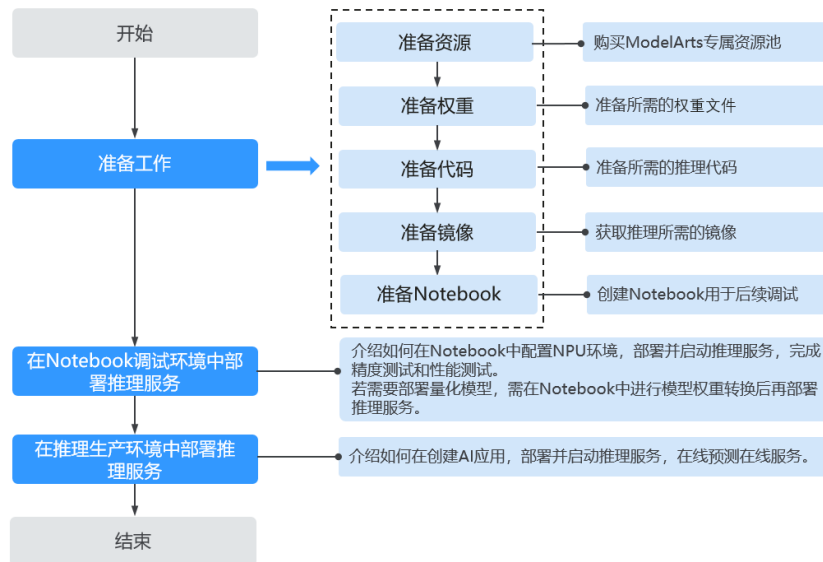 开始
准备工作
准备资源
购买ModelArts专属资源池
准备权重
准备所需的权重文件
准备代码
准备所需的推理代码
准备镜像
获取推理所需的镜像
准备Notebook
创建Notebook用于后续调试
在Notebook调试环境中部
署推理服务
介绍如何在Notebook中配置NPU环境，部署并启动推理服务，完成
精度测试和性能测试。
若需要部署量化模型，需在Notebook中进行模型权重转换后再部署
推理服务。
在推理生产环境中部署推
理服务
介绍如何在创建AI应用，部署并启动推理服务，在线预测在线服务。
结束